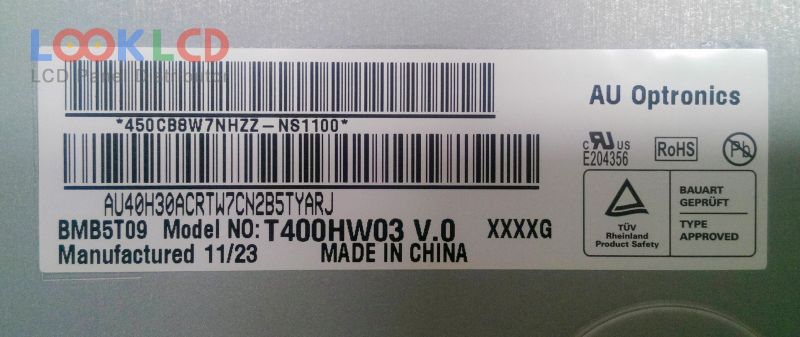 LOOKLCD
LCD Panel Distributor
*450CB8W7NHZZ-NS1100*
AU40H30ACRTW7CN2B5TYARJ
BMB5T09 Model NO: T400HW03 V.0 XXXXG
Manufactured 11/23 MADE IN CHINA
AU Optronics
c RU US
E204356
RoHS
Pb
TÜV
Rheinland
Product Safety
BAUART
GEPRÜFT
TYPE
APPROVED